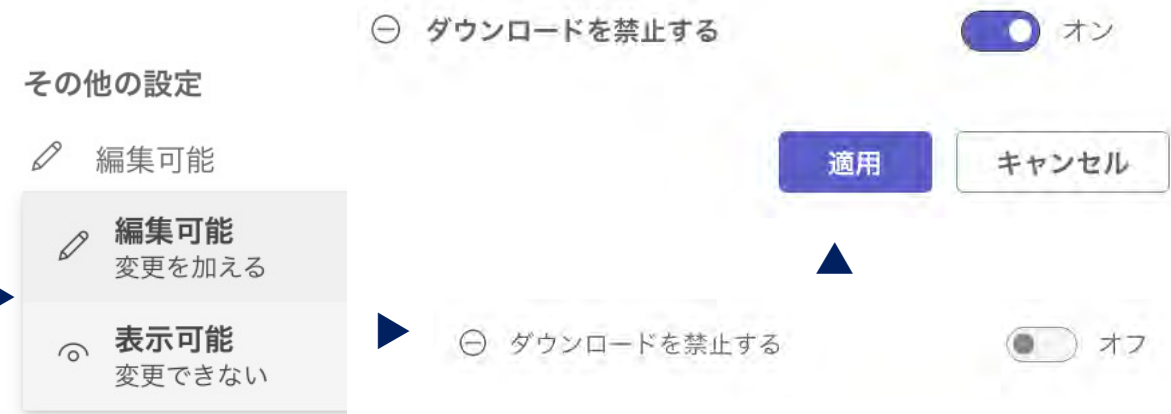 その他の設定
編集可能
編集可能
変更を加える
表示可能
変更できない
ダウンロードを禁止する オフ
ダウンロードを禁止する オン
適用 キャンセル